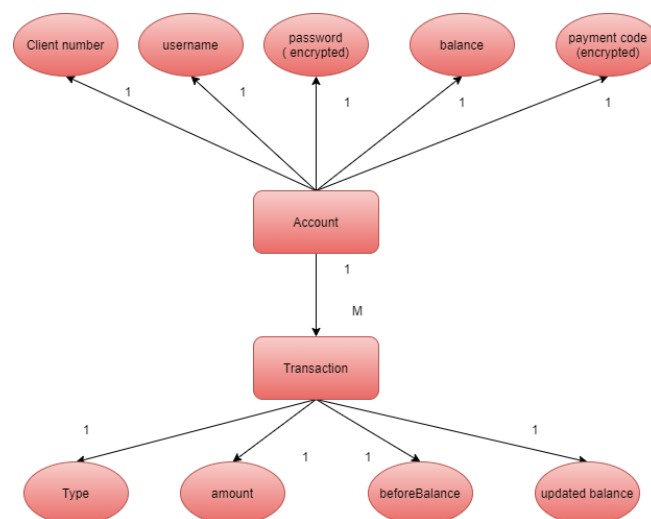 Client number
username
password
( encrypted)
balance
payment code
(encrypted)
1
1
1
1
1
Account
1
M
Transaction
1
1
1
1
Type
amount
beforeBalance
updated balance